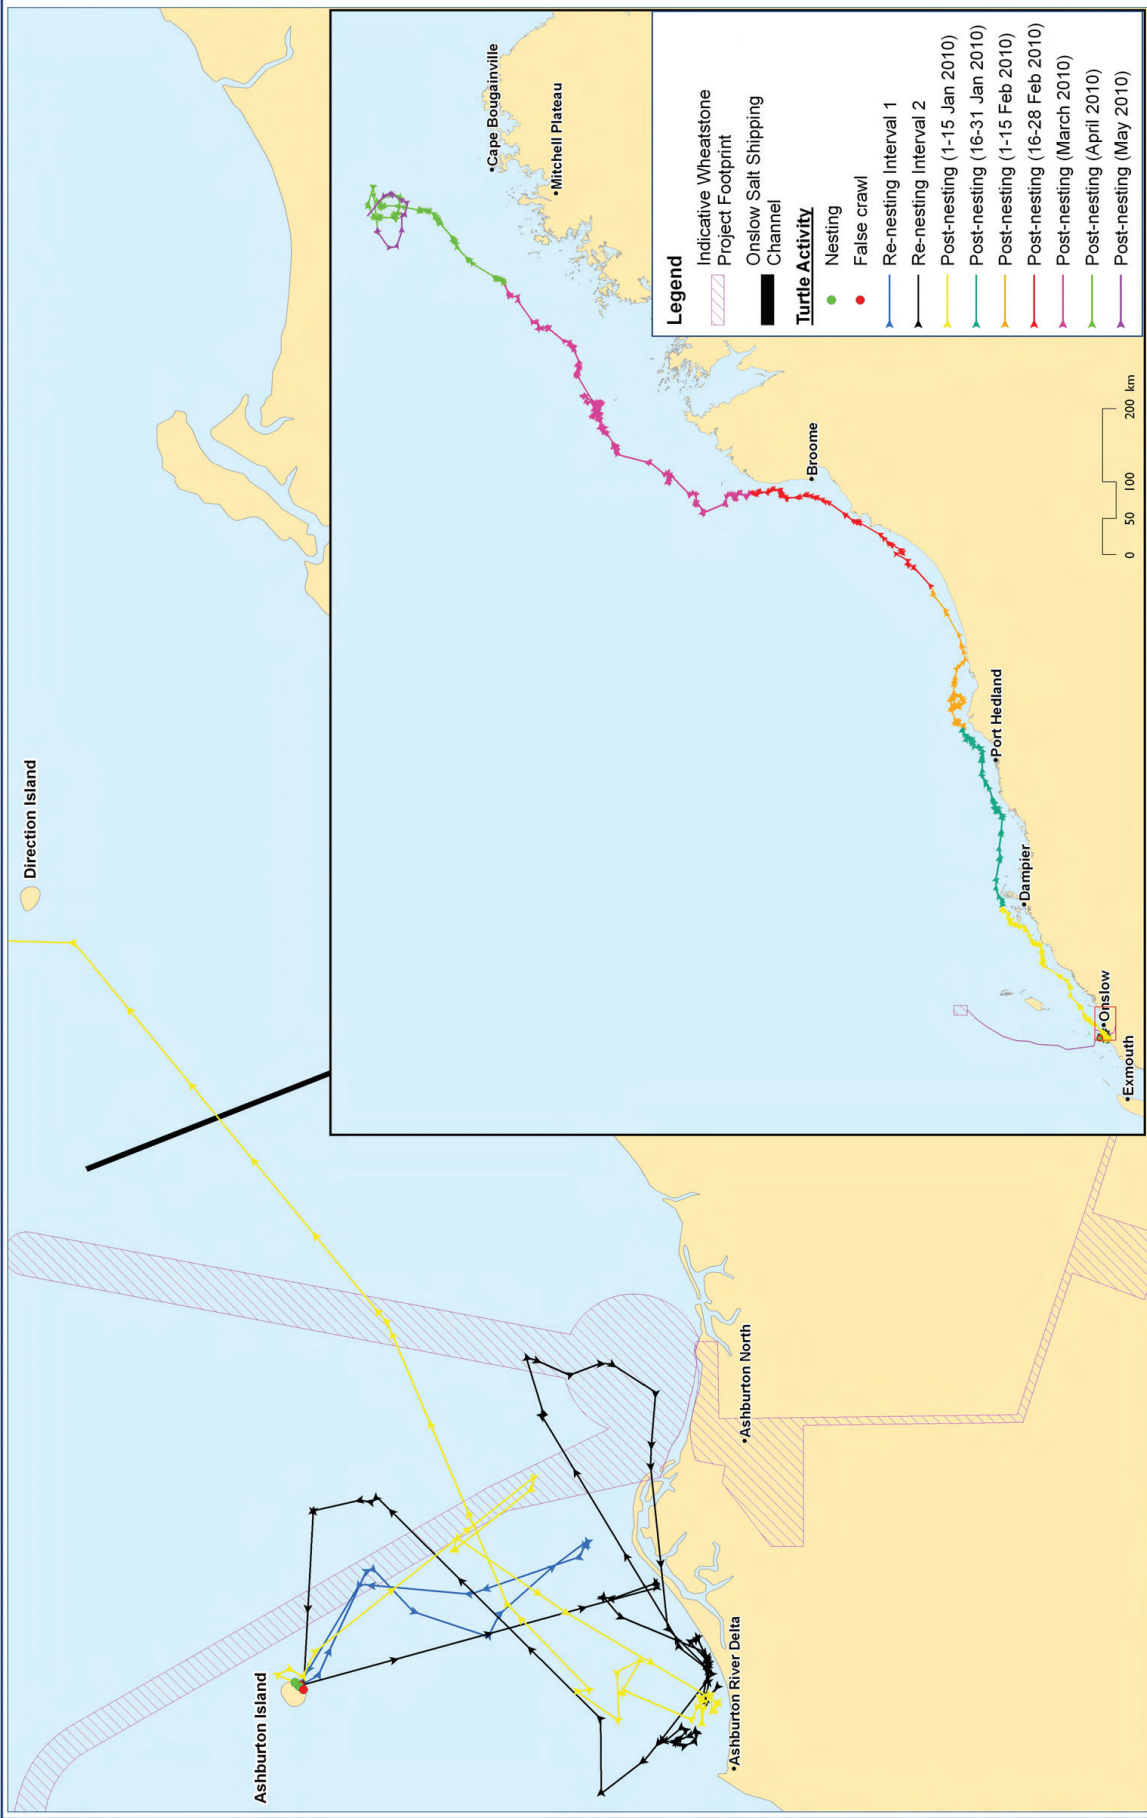 Direction Island
Ashburton Island
Ashburton River Delta
Ashburton North
Cape Bougainville
Mitchell Plateau
Broome
Port Hedland
Dampier
Onslow
Exmouth
0 50 100 200 km
Legend
Indicative Wheatstone
Project Footprint
Onslow Salt Shipping
Channel
Turtle Activity
Nesting
False crawl
Re-nesting Interval 1
Re-nesting Interval 2
Post-nesting (1-15 Jan 2010)
Post-nesting (16-31 Jan 2010)
Post-nesting (1-15 Feb 2010)
Post-nesting (16-28 Feb 2010)
Post-nesting (March 2010)
Post-nesting (April 2010)
Post-nesting (May 2010)